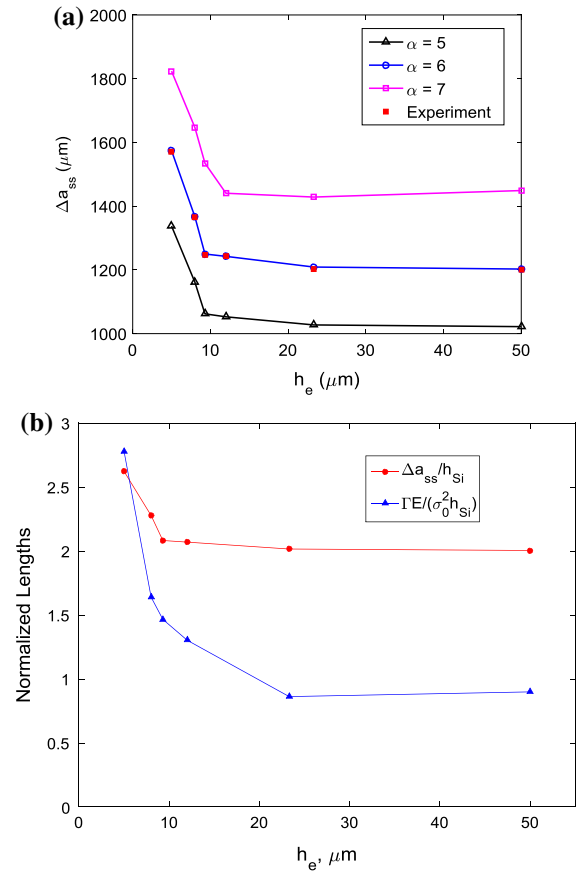 (a)
2000
1800
1600
1400
1200
1000
Δa_ss (μm)
α = 5
α = 6
α = 7
Experiment
0 10 20 30 40 50
h_e (μm)
(b)
3
2.5
2
1.5
1
0.5
0
Normalized Lengths
Δa_ss/h_Si
ΓE/(σ_0^2 h_Si)
0 10 20 30 40 50
h_e, μm